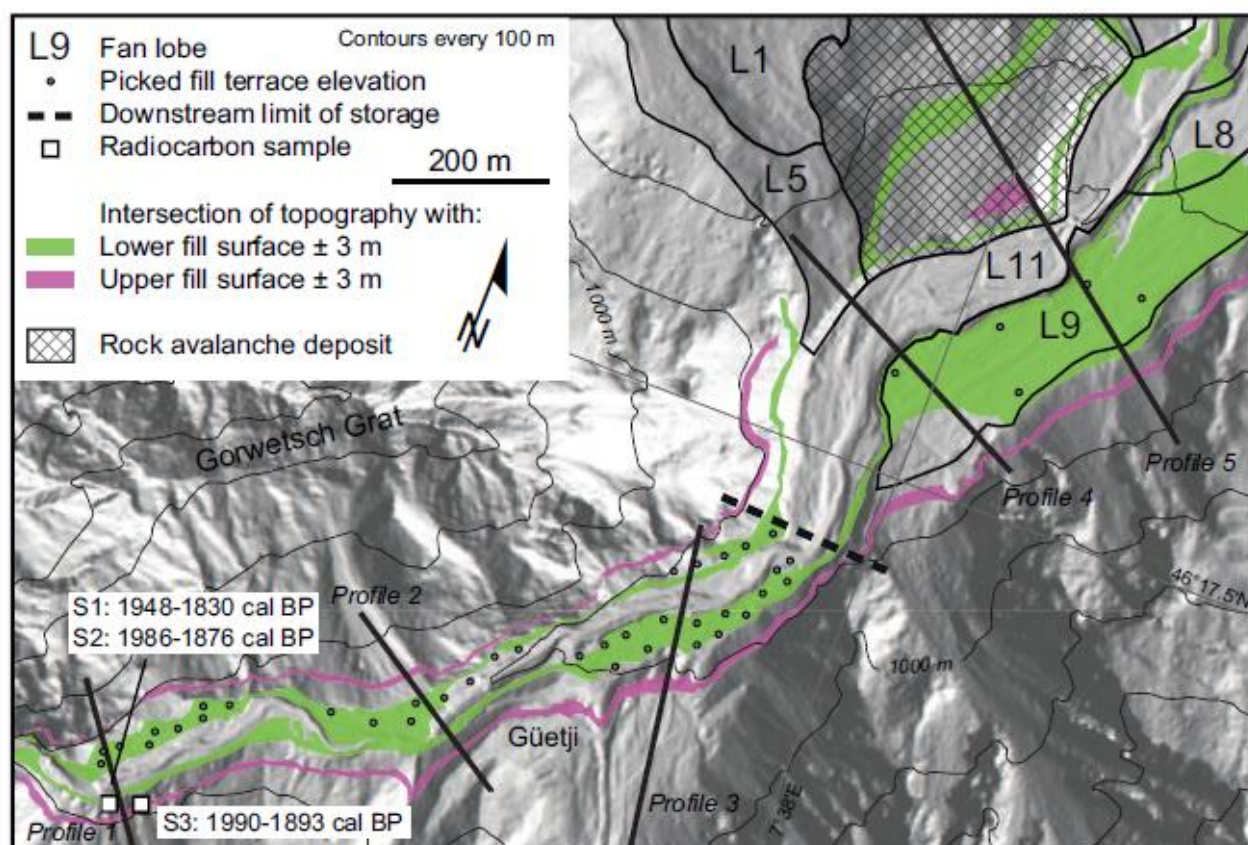 L9 Fan lobe
Contours every 100 m
Picked fill terrace elevation
Downstream limit of storage
Radiocarbon sample
200 m
Intersection of topography with:
Lower fill surface ± 3 m
Upper fill surface ± 3 m
N
Rock avalanche deposit
L1
L5
L8
L11
L9
1000 m
Gorwetsch Grat
Profile 5
Profile 4
46°17.5'N
S1: 1948-1830 cal BP
S2: 1986-1876 cal BP
Profile 2
1000 m
Güetji
7°38'E
Profile 3
S3: 1990-1893 cal BP
Profile 1